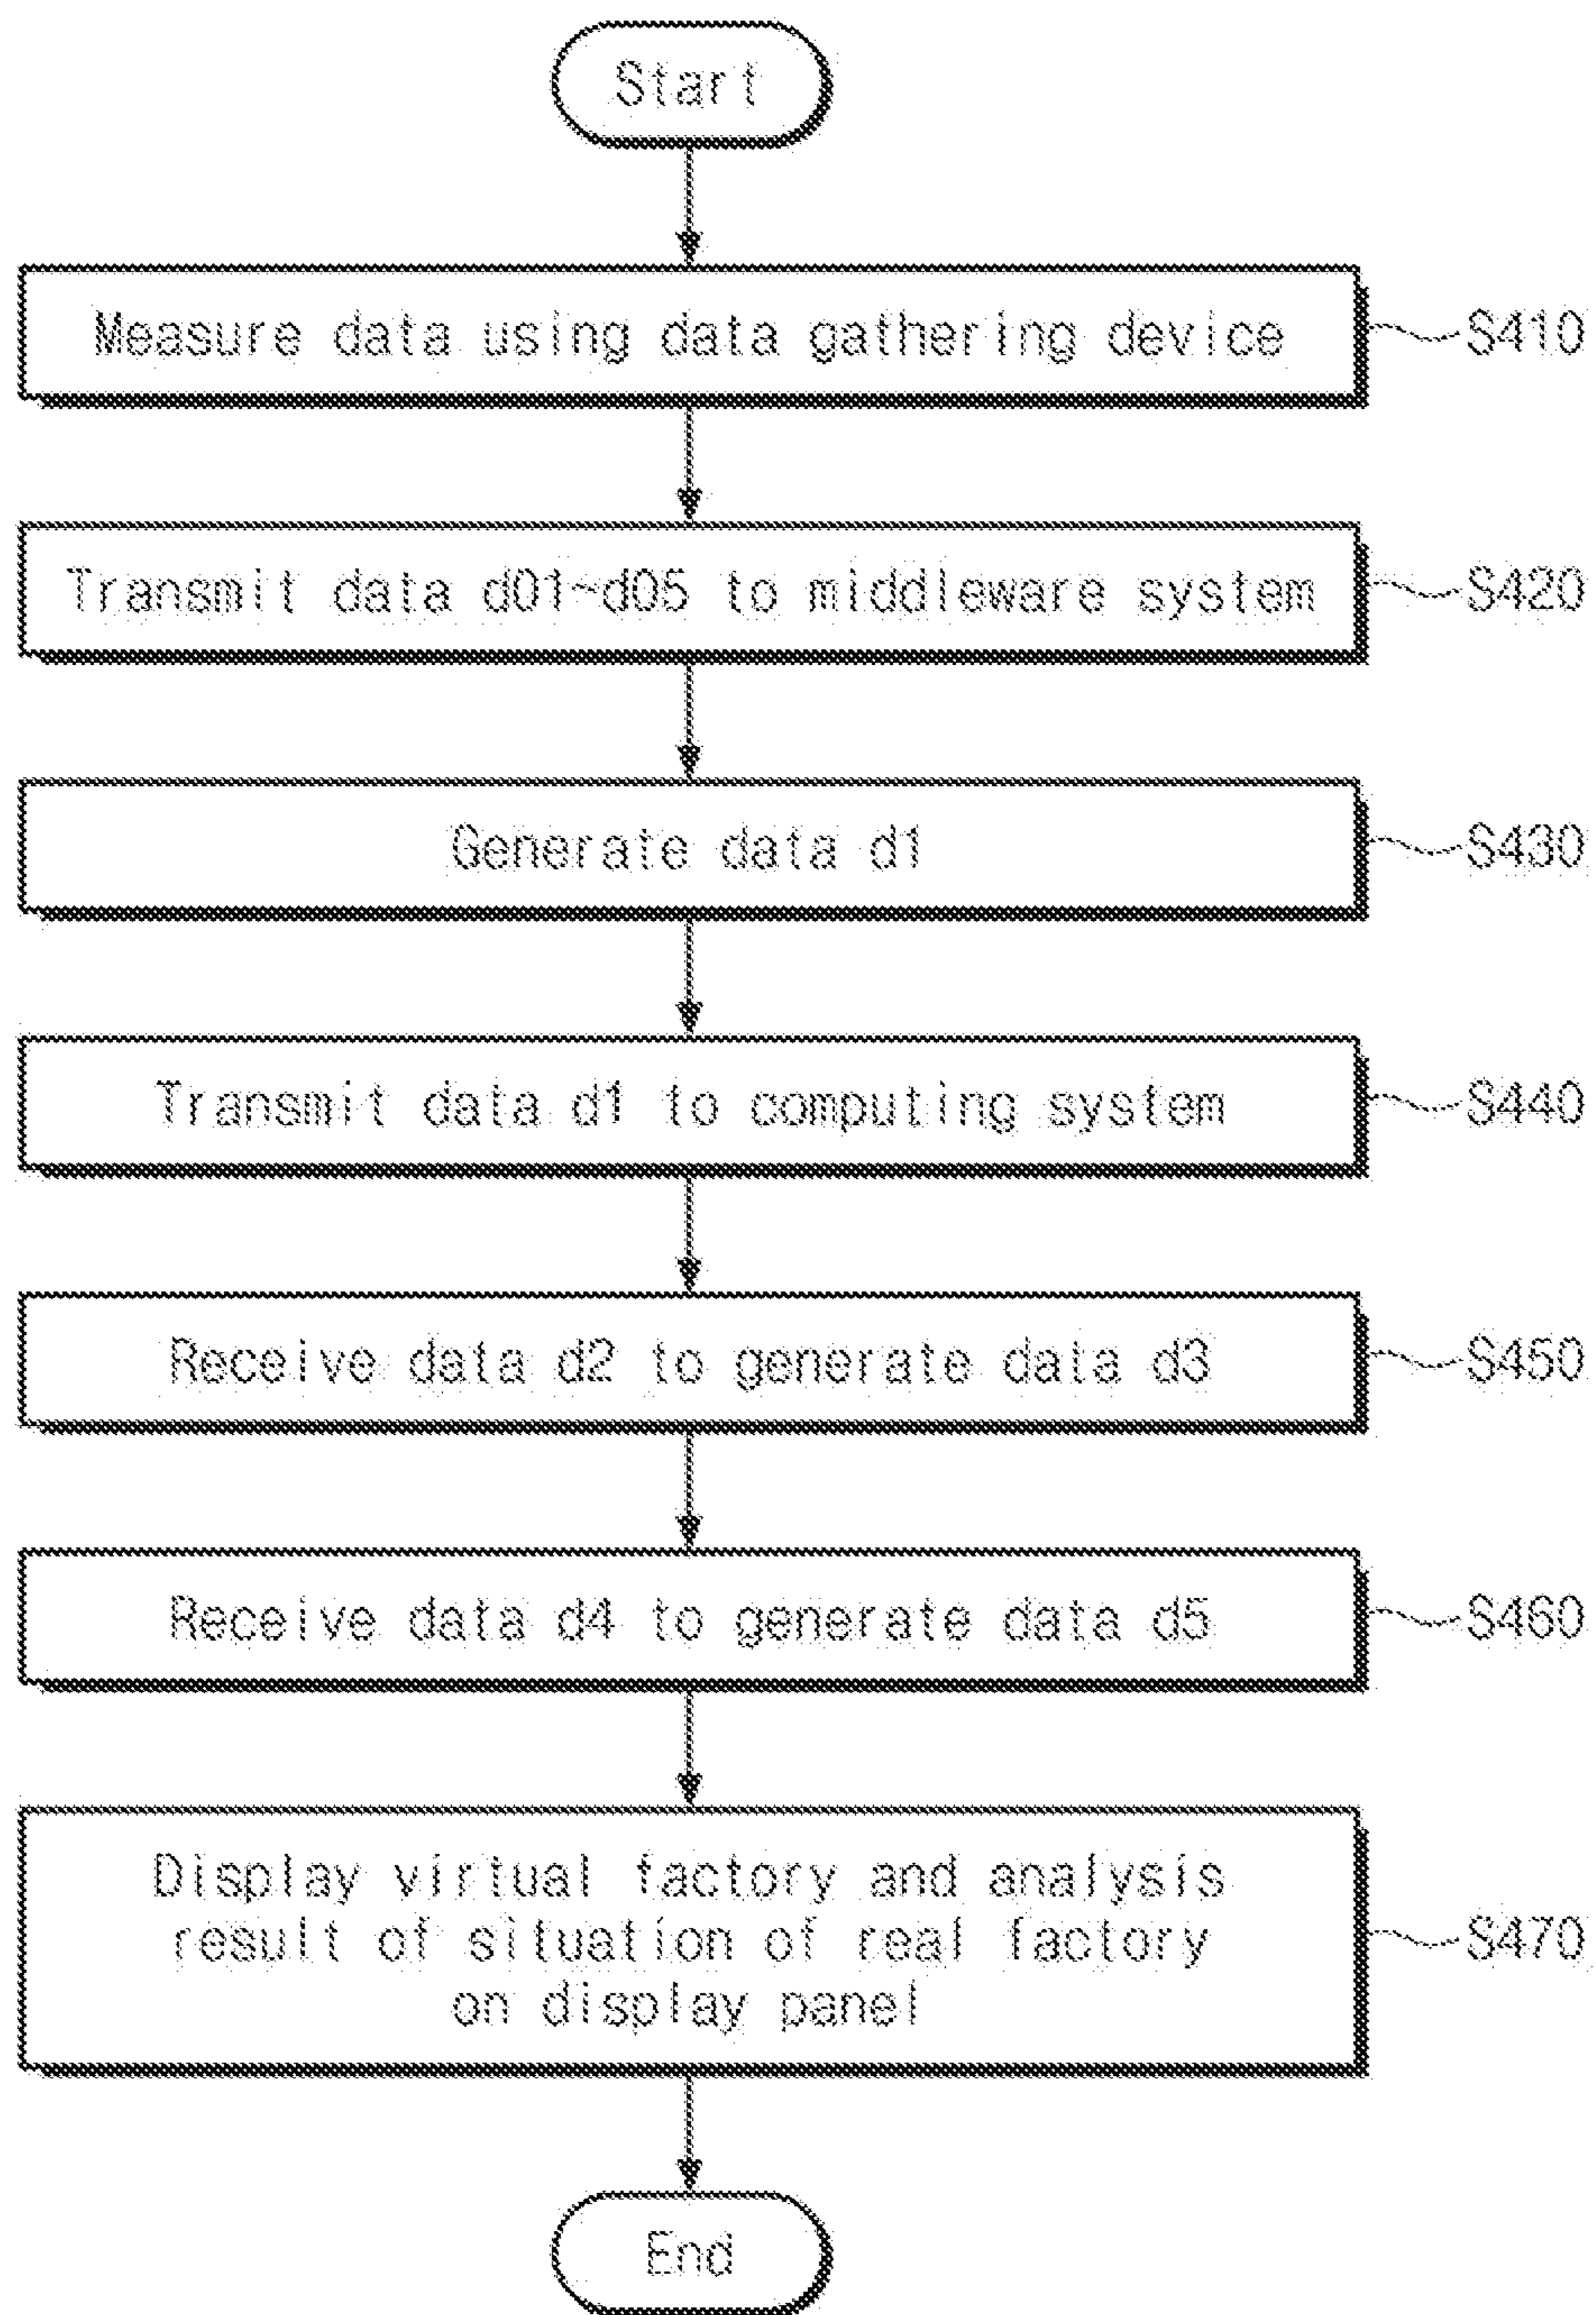 Start
Measure data using data gathering device
S410
Transmit data d01~d05 to middleware system
S420
Generate data d1
S430
Transmit data d1 to computing system
S440
Receive data d2 to generate data d3
S450
Receive data d4 to generate data d5
S460
Display virtual factory and analysis
result of situation of real factory
on display panel
S470
End